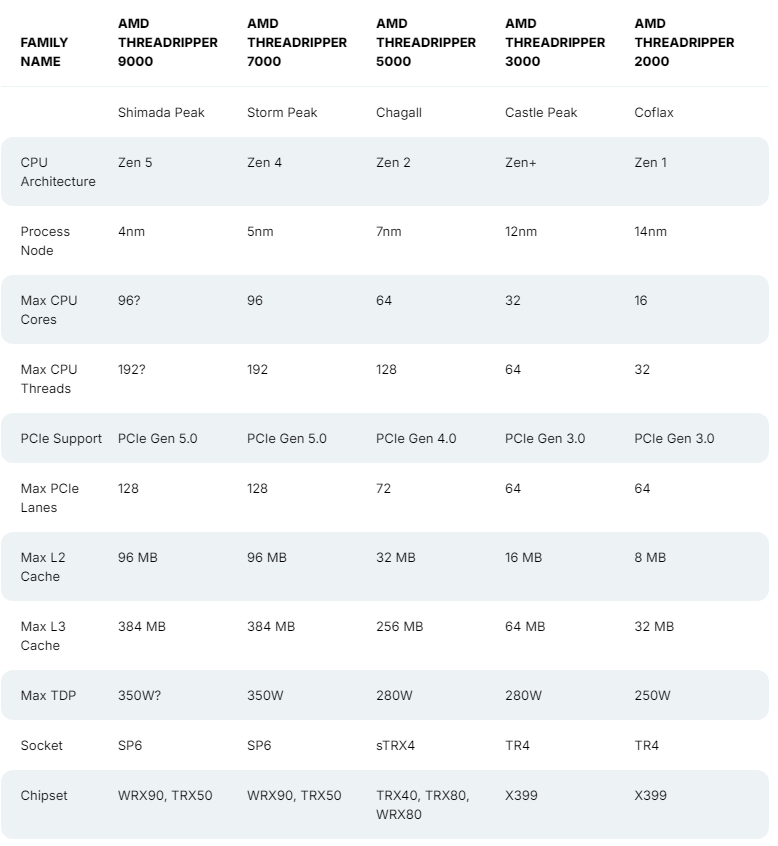 FAMILY NAME | AMD THREADRIPPER 9000 | AMD THREADRIPPER 7000 | AMD THREADRIPPER 5000 | AMD THREADRIPPER 3000 | AMD THREADRIPPER 2000
Shimada Peak | Storm Peak | Chagall | Castle Peak | Coflax
CPU Architecture | Zen 5 | Zen 4 | Zen 2 | Zen+ | Zen 1
Process Node | 4nm | 5nm | 7nm | 12nm | 14nm
Max CPU Cores | 96? | 96 | 64 | 32 | 16
Max CPU Threads | 192? | 192 | 128 | 64 | 32
PCIe Support | PCIe Gen 5.0 | PCIe Gen 5.0 | PCIe Gen 4.0 | PCIe Gen 3.0 | PCIe Gen 3.0
Max PCIe Lanes | 128 | 128 | 72 | 64 | 64
Max L2 Cache | 96 MB | 96 MB | 32 MB | 16 MB | 8 MB
Max L3 Cache | 384 MB | 384 MB | 256 MB | 64 MB | 32 MB
Max TDP | 350W? | 350W | 280W | 280W | 250W
Socket | SP6 | SP6 | sTRX4 | TR4 | TR4
Chipset | WRX90, TRX50 | WRX90, TRX50 | TRX40, TRX80, WRX80 | X399 | X399